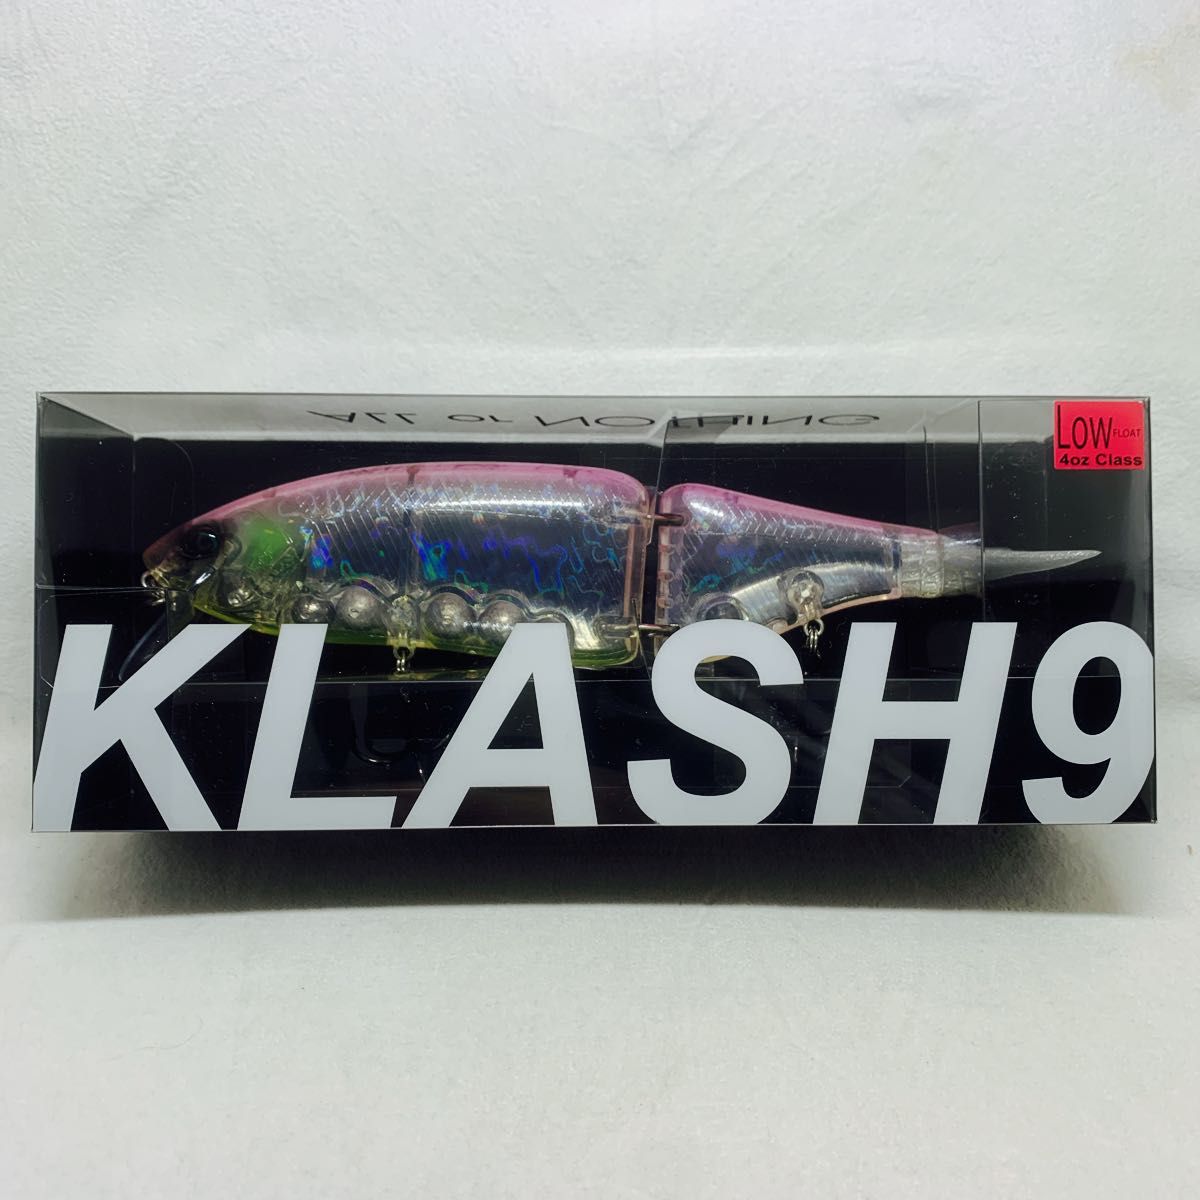 ALL or NOTHING
LOW FLOAT
4oz Class
KLASH9